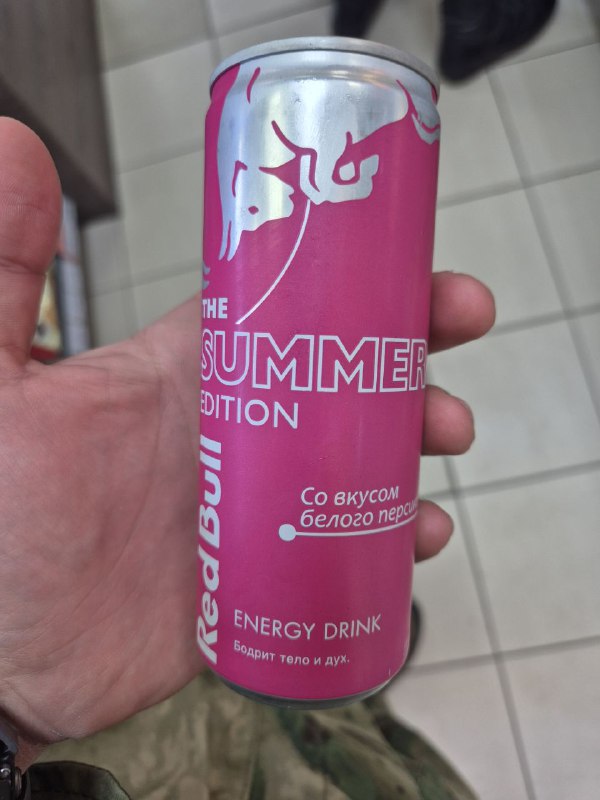 THE
SUMMER
EDITION
Red Bull
Со вкусом
белого
ENERGY DRINK
Бодрит тело и дух.